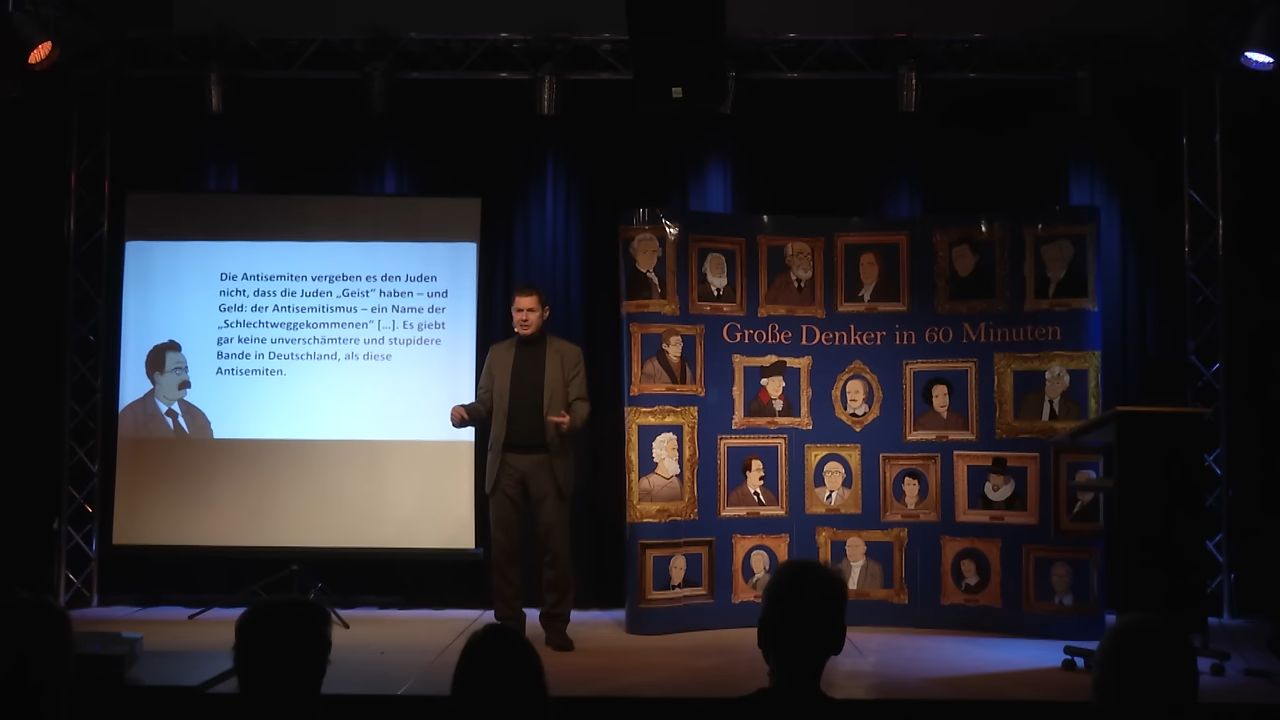 Die Antisemiten vergeben es den Juden
nicht, dass die Juden „Geist“ haben – und
Geld: der Antisemitismus – ein Name der
„Schlechtweggekommenen“ [...]. Es giebt
gar keine unverschämtere und stupidere
Bande in Deutschland, als diese
Antisemiten.
Große Denker in 60 Minuten